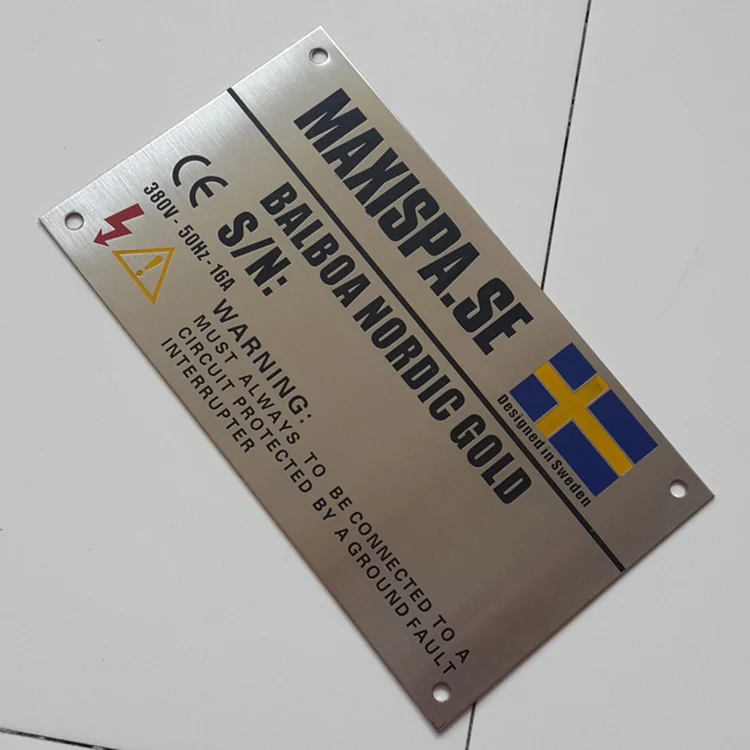 MAXISPA.SE
Designed in Sweden
BALBOA NORDIC GOLD
CE S/N:
380V - 50Hz - 16A
WARNING:
MUST ALWAYS TO BE CONNECTED TO A
CIRCUIT PROTECTED BY A GROUND FAULT
INTERRUPTER